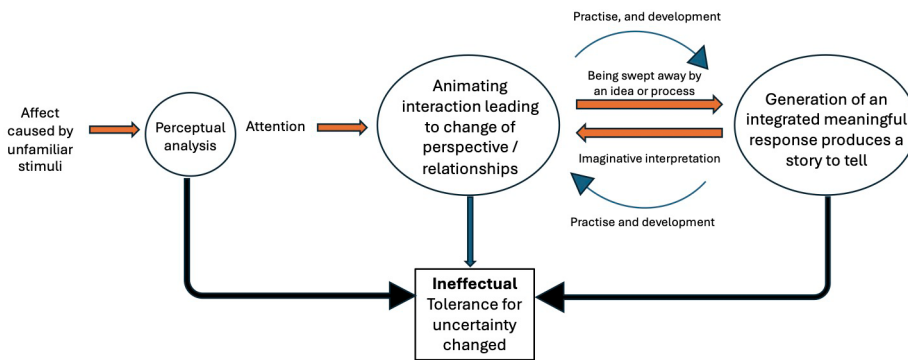 Affect
caused by
unfamiliar
stimuli
Perceptual
analysis
Attention
Animating
interaction leading
to change of
perspective /
relationships
Practise, and development
Being swept away by
an idea or process
Imaginative interpretation
Practise and development
Generation of an
integrated meaningful
response produces a
story to tell
Ineffectual
Tolerance for
uncertainty
changed